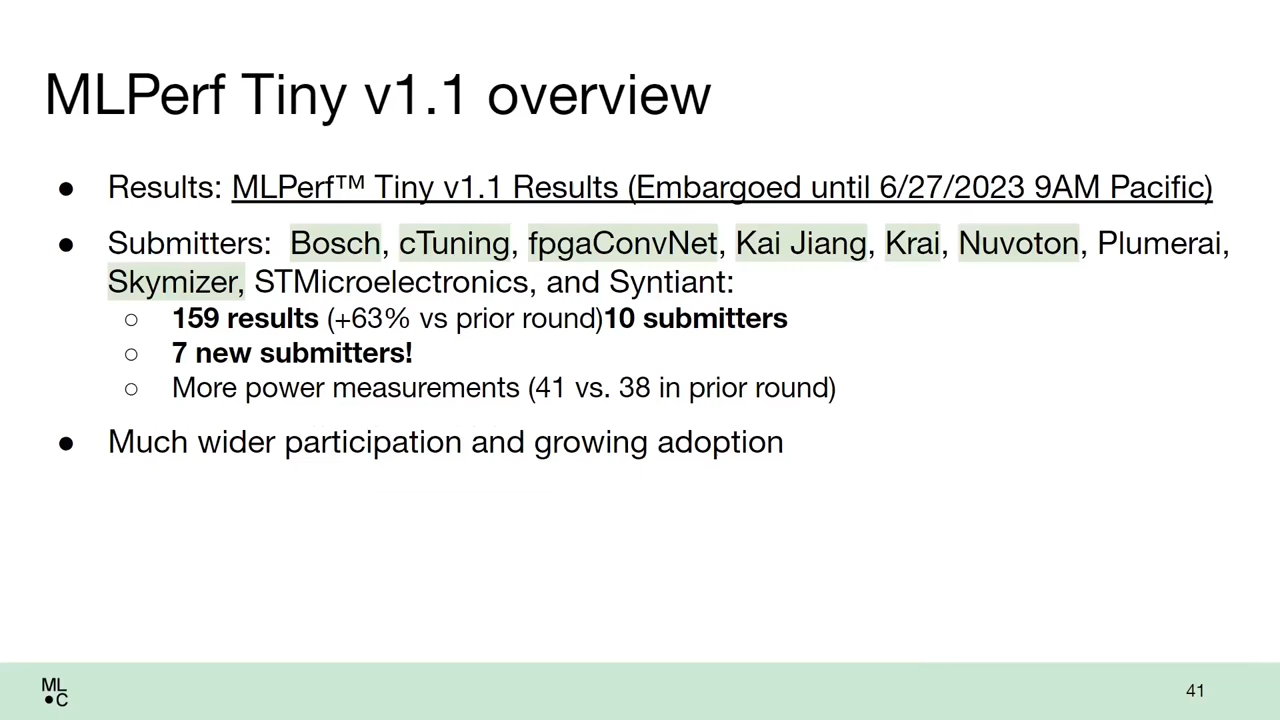 MLPerf Tiny v1.1 overview
● Results: MLPerf™ Tiny v1.1 Results (Embargoed until 6/27/2023 9AM Pacific)
● Submitters: Bosch, cTuning, fpgaConvNet, Kai Jiang, Krai, Nuvoton, Plumerai,
Skymizer, STMicroelectronics, and Syntiant:
○ 159 results (+63% vs prior round)10 submitters
○ 7 new submitters!
○ More power measurements (41 vs. 38 in prior round)
● Much wider participation and growing adoption
ML
C
41